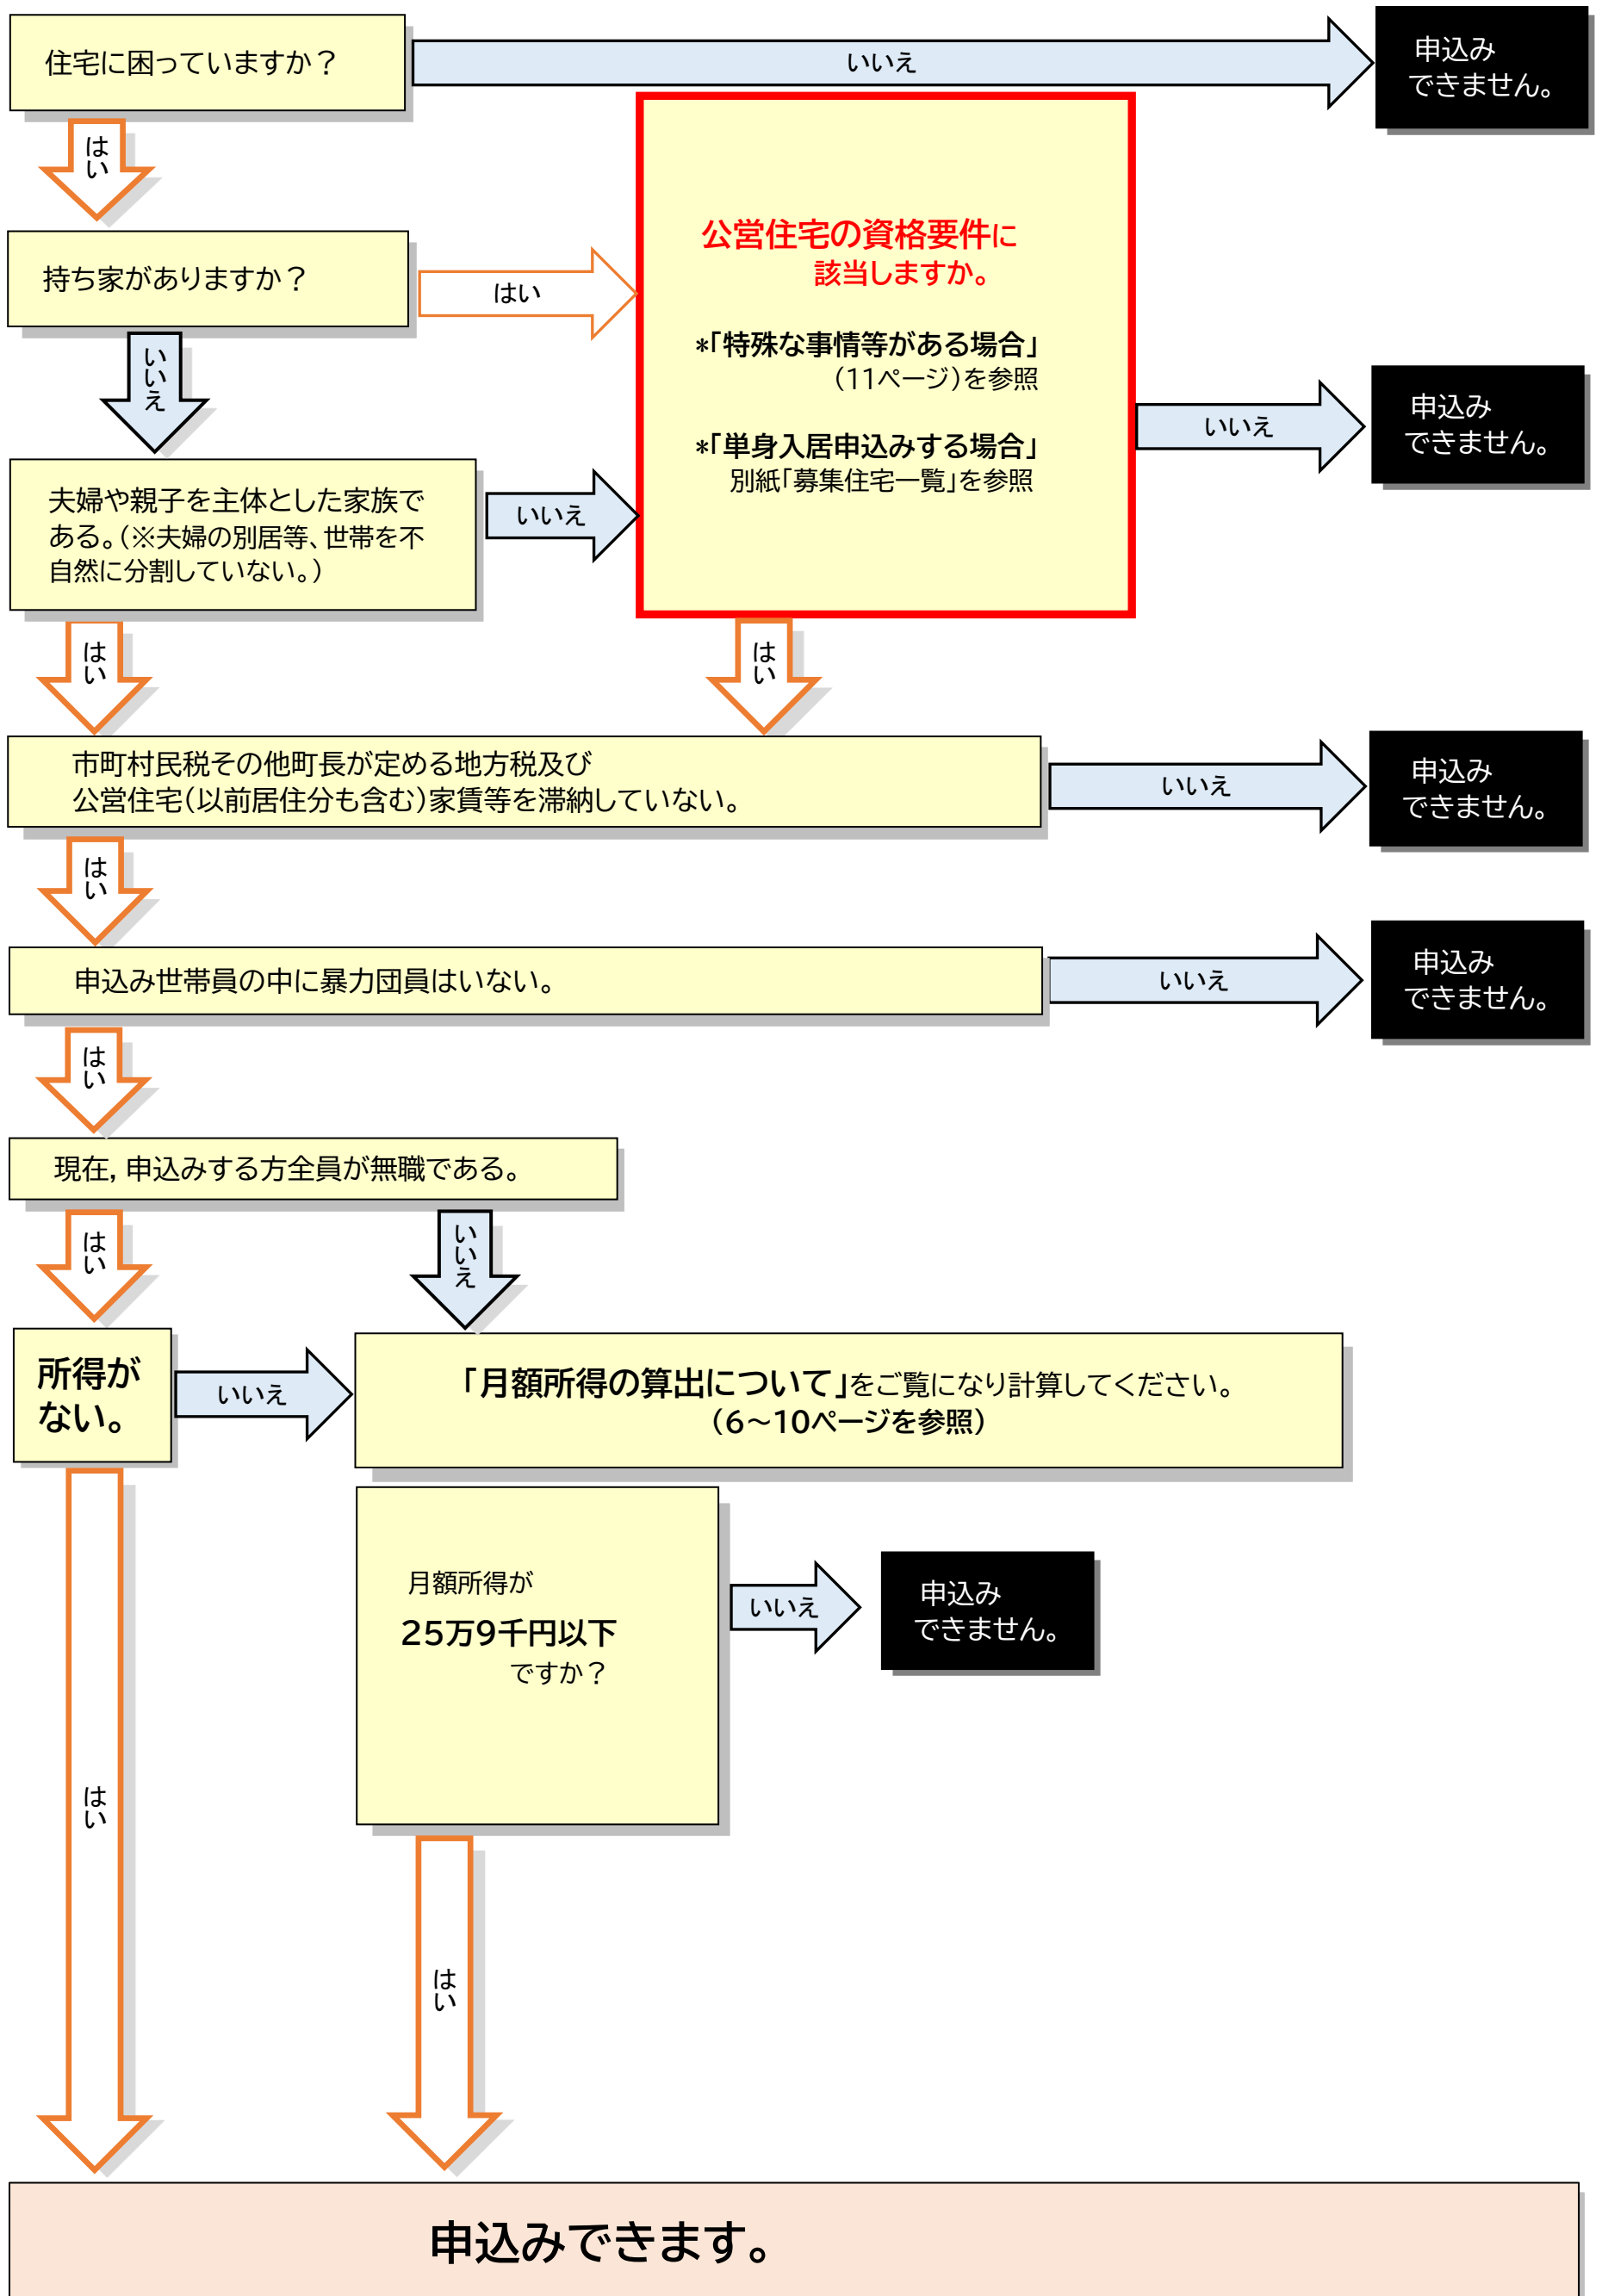 住宅に困っていますか？
いいえ
申込み
できません。
はい
持ち家がありますか？
はい
公営住宅の資格要件に
該当しますか。
*「特殊な事情等がある場合」
（11ページ）を参照
*「単身入居申込みする場合」
別紙「募集住宅一覧」を参照
いいえ
申込み
できません。
いいえ
夫婦や親子を主体とした家族で
ある。（※夫婦の別居等、世帯を不
自然に分割していない。）
いいえ
はい
はい
市町村民税その他町長が定める地方税及び
公営住宅（以前居住分も含む）家賃等を滞納していない。
いいえ
申込み
できません。
はい
申込み世帯員の中に暴力団員はいない。
いいえ
申込み
できません。
はい
現在，申込みする方全員が無職である。
はい
いいえ
所得が
ない。
いいえ
「月額所得の算出について」をご覧になり計算してください。
（6～10ページを参照）
月額所得が
25万9千円以下
ですか？
いいえ
申込み
できません。
はい
はい
申込みできます。